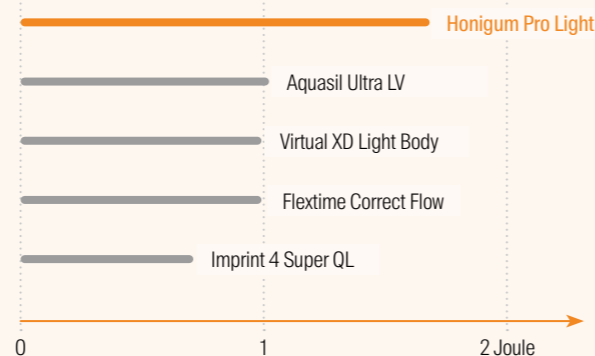 Honigum Pro Light
Aquasil Ultra LV
Virtual XD Light Body
Flextime Correct Flow
Imprint 4 Super QL
0 1 2 Joule